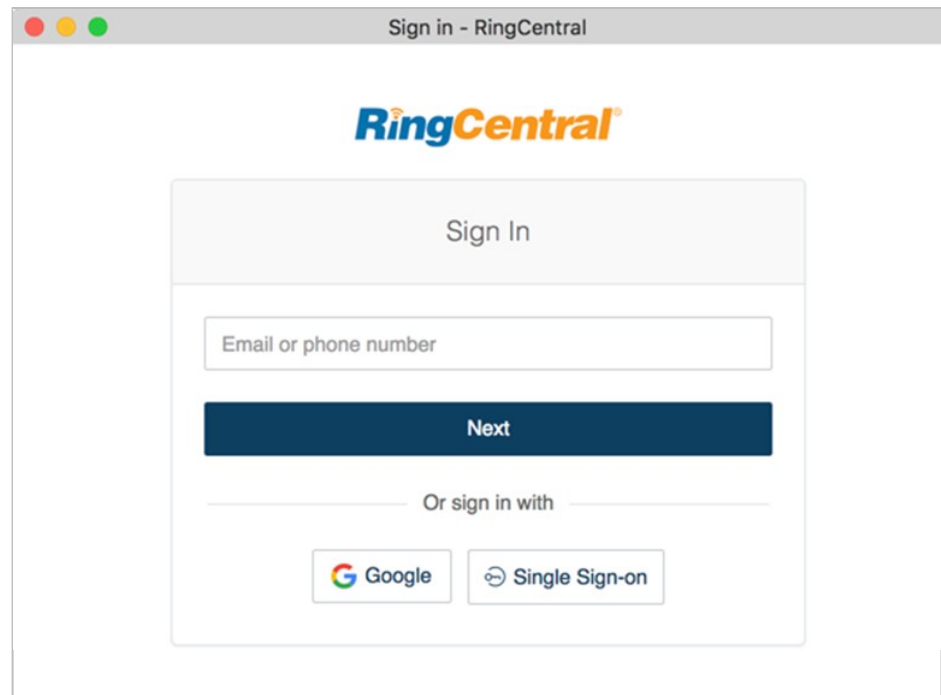 Sign in - RingCentral
RingCentral®
Sign In
Email or phone number
Next
Or sign in with
Google
Single Sign-on